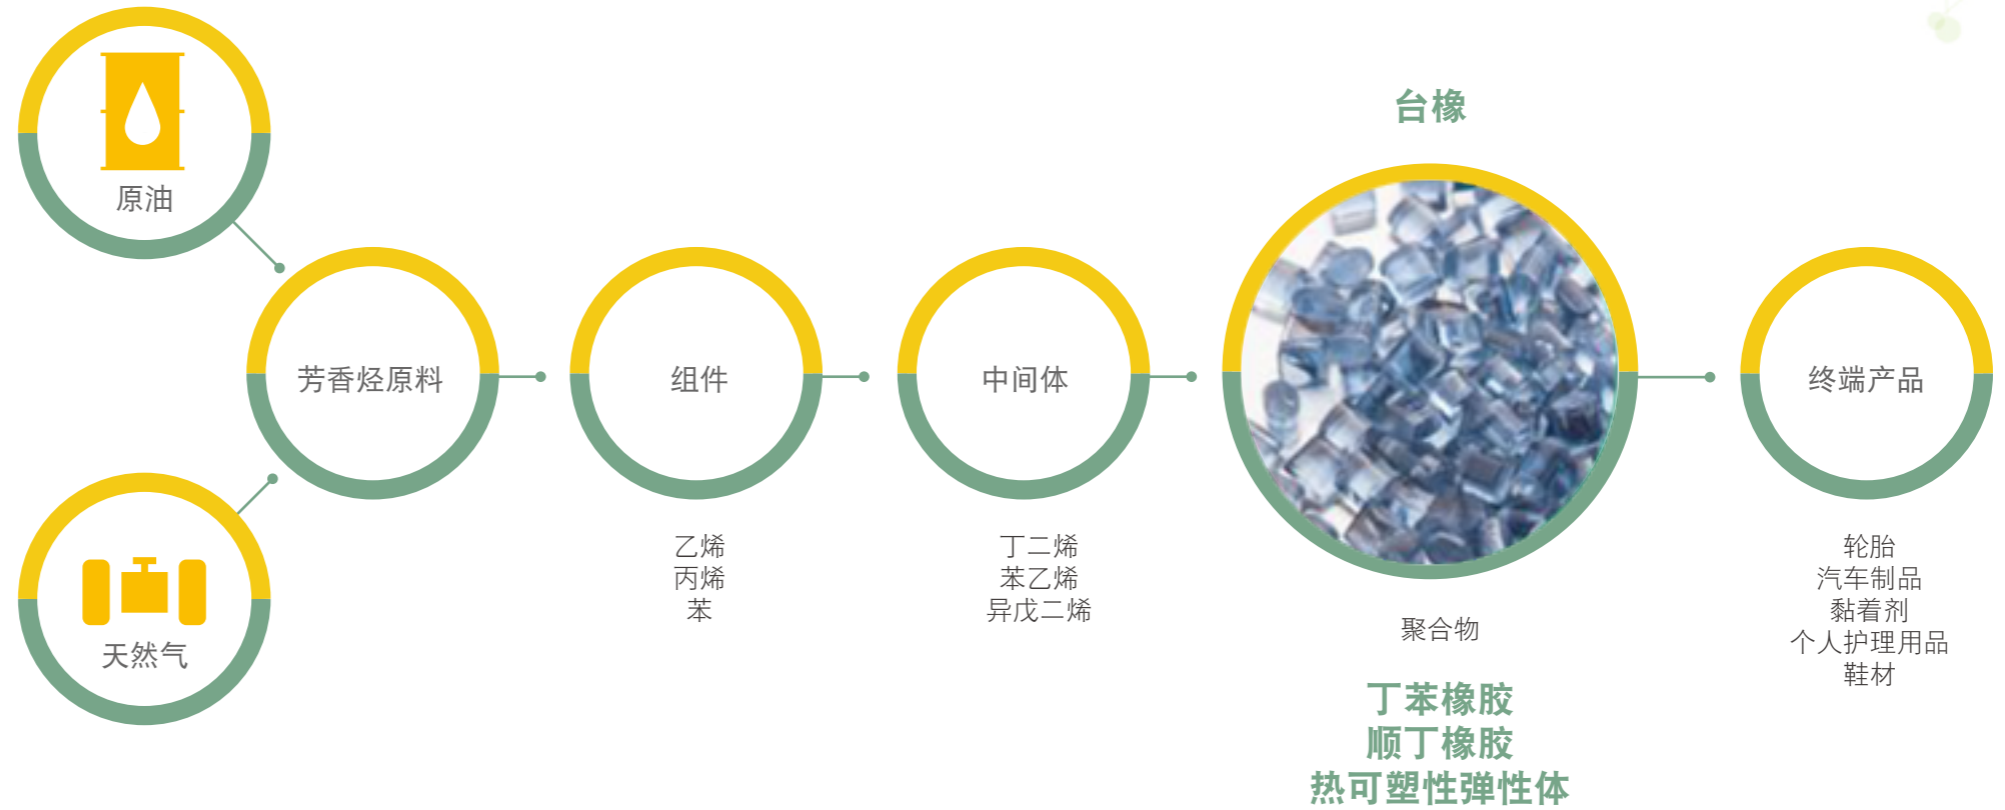 原油
天然气
芳香烃原料
组件
乙烯
丙烯
苯
中间体
丁二烯
苯乙烯
异戊二烯
台橡
聚合物
丁苯橡胶
顺丁橡胶
热可塑性弹性体
终端产品
轮胎
汽车制品
黏着剂
个人护理用品
鞋材